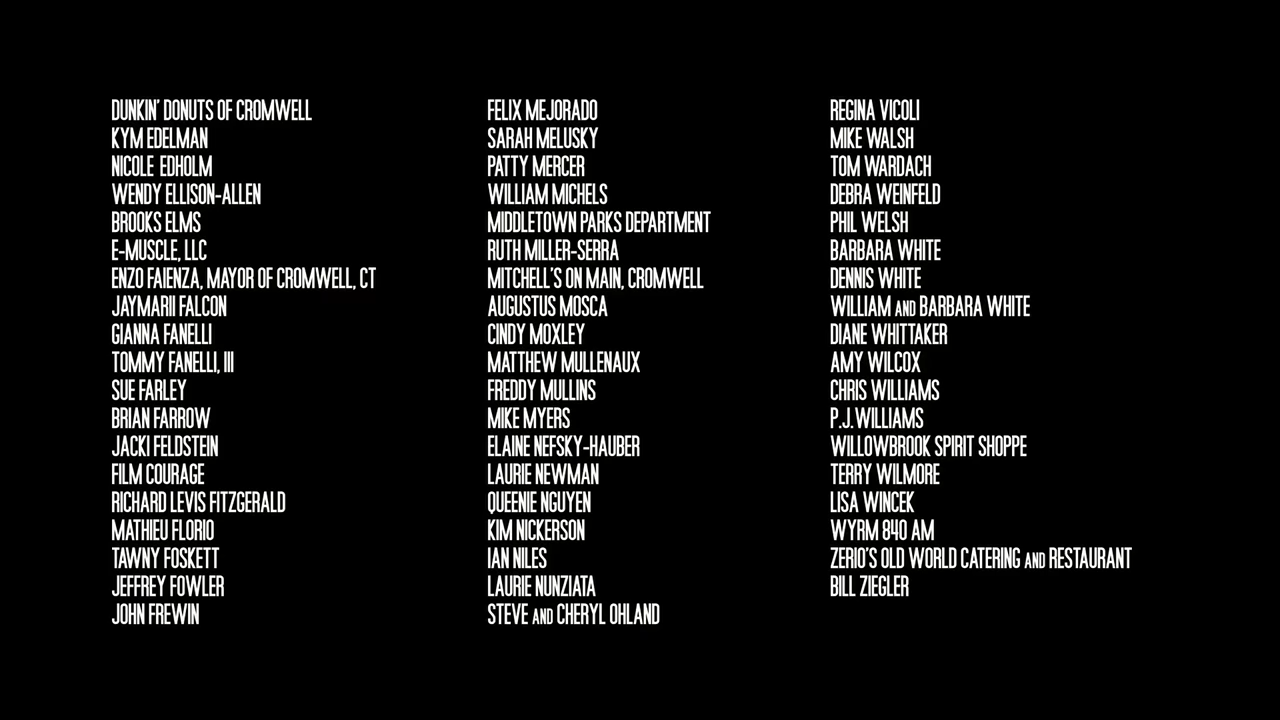 DUNKIN' DONUTS OF CROMWELL
KYM EDELMAN
NICOLE EDHOLM
WENDY ELLISON-ALLEN
BROOKS ELMS
E-MUSCLE, LLC
ENZO FAIENZA, MAYOR OF CROMWELL, CT
JAYMARII FALCON
GIANNA FANELLI
TOMMY FANELLI, III
SUE FARLEY
BRIAN FARROW
JACKI FELDSTEIN
FILM COURAGE
RICHARD LEVIS FITZGERALD
MATHIEU FLORIO
TAWNY FOSKETT
JEFFREY FOWLER
JOHN FREWIN
FELIX MEJORADO
SARAH MELUSKY
PATTY MERCER
WILLIAM MICHELS
MIDDLETOWN PARKS DEPARTMENT
RUTH MILLER-SERRA
MITCHELL'S ON MAIN, CROMWELL
AUGUSTUS MOSCA
CINDY MOXLEY
MATTHEW MULLENAUX
FREDDY MULLINS
MIKE MYERS
ELAINE NEFSKY-HAUBER
LAURIE NEWMAN
QUEENIE NGUYEN
KIM NICKERSON
IAN NILES
LAURIE NUNZIATA
STEVE AND CHERYL OHLAND
REGINA VICOLI
MIKE WALSH
TOM WARDACH
DEBRA WEINFELD
PHIL WELSH
BARBARA WHITE
DENNIS WHITE
WILLIAM AND BARBARA WHITE
DIANE WHITTAKER
AMY WILCOX
CHRIS WILLIAMS
P.J.WILLIAMS
WILLOWBROOK SPIRIT SHOPPE
TERRY WILMORE
LISA WINCEK
WYRM 840 AM
ZERIO'S OLD WORLD CATERING AND RESTAURANT
BILL ZIEGLER